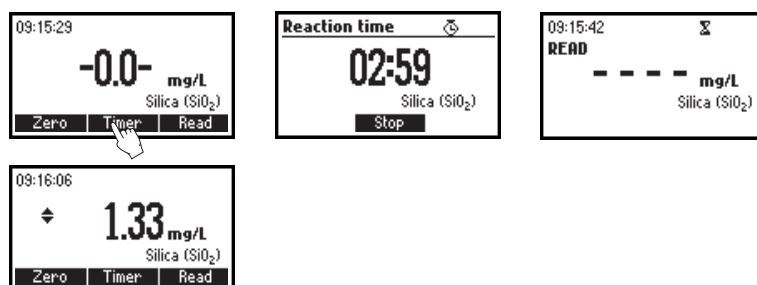 09:15:29
-0.0- mg/L
Silica (SiO₂)
Zero Timer Read
Reaction time
02:59
Silica (SiO₂)
Stop
09:15:42
READ
- - - - mg/L
Silica (SiO₂)
09:16:06
1.33 mg/L
Silica (SiO₂)
Zero Timer Read